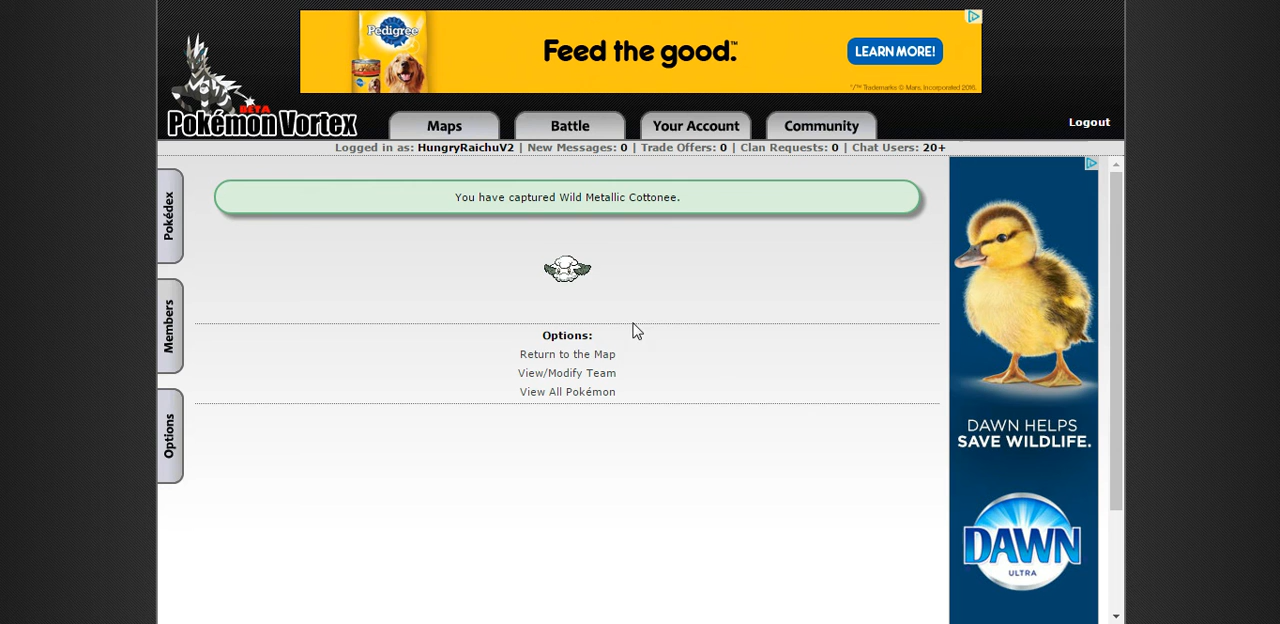 Pedigree
Feed the good.™
LEARN MORE!
®/™ Trademarks © Mars, Incorporated 2016.
BETA
Pokémon Vortex
Maps
Battle
Your Account
Community
Logout
Logged in as: HungryRaichuV2 | New Messages: 0 | Trade Offers: 0 | Clan Requests: 0 | Chat Users: 20+
Pokédex
Members
Options
You have captured Wild Metallic Cottonee.
Options:
Return to the Map
View/Modify Team
View All Pokémon
DAWN HELPS
SAVE WILDLIFE.
DAWN
ULTRA